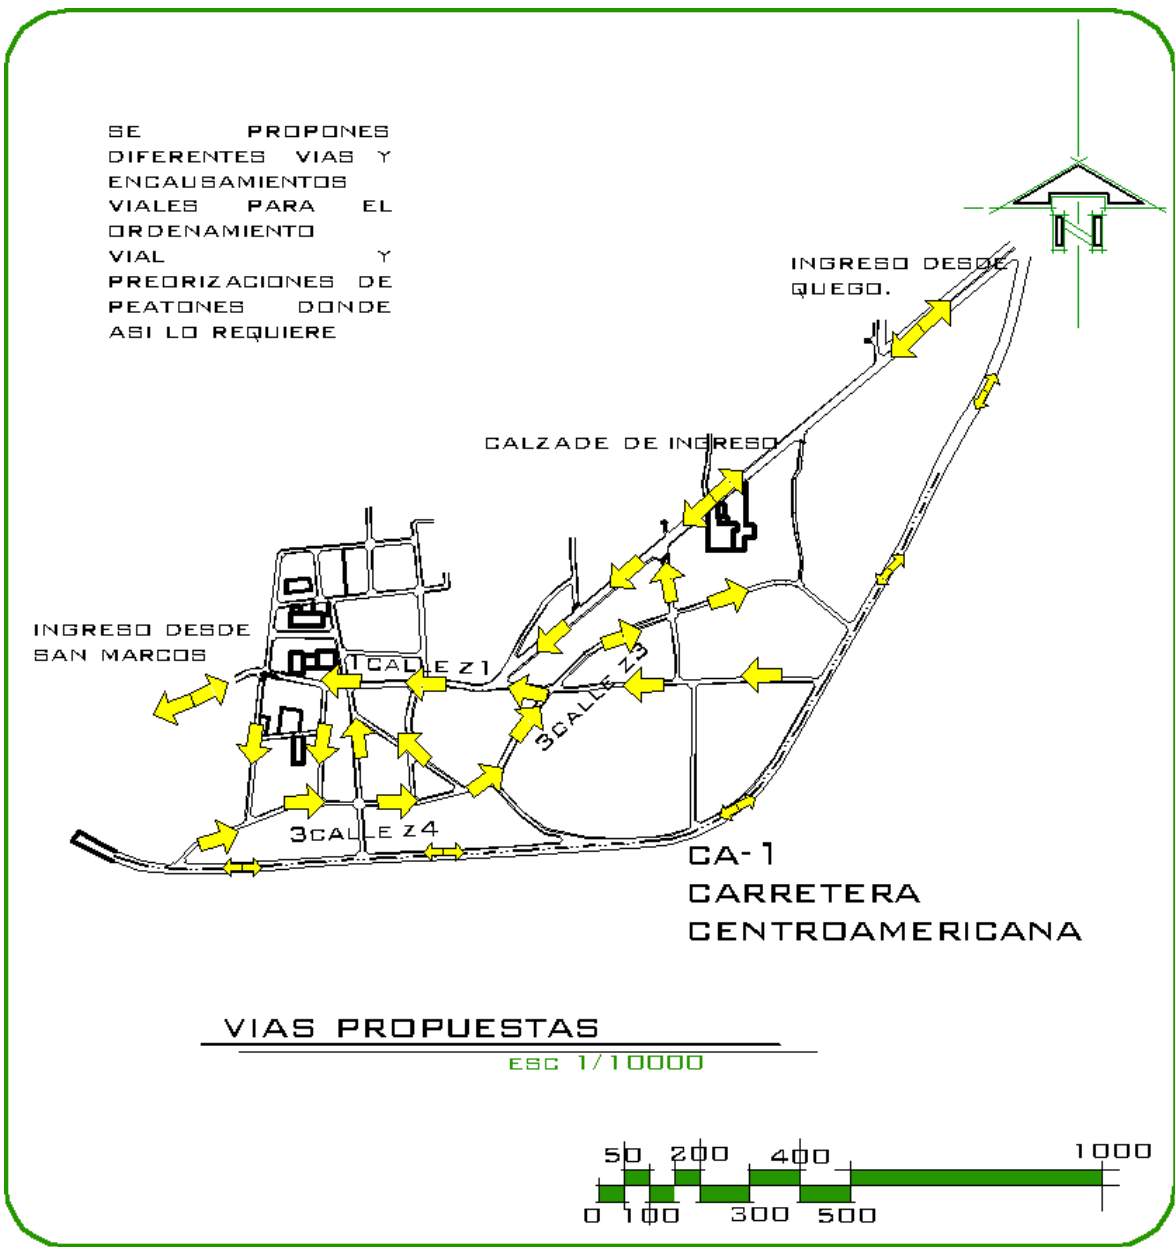 SE PROPONES
DIFERENTES VIAS Y
ENCAUSAMIENTOS
VIALES PARA EL
ORDENAMIENTO
VIAL Y
PREORIZACIONES DE
PEATONES DONDE
ASI LO REQUIERE
N
INGRESO DESDE
QUEGO.
CALZADE DE INGRESO
INGRESO DESDE
SAN MARCOS
1CALLE Z1
3CALLE Z3
3CALLE Z4
CA-1
CARRETERA
CENTROAMERICANA
VIAS PROPUESTAS
ESC 1/10000
50 200 400 1000
0 100 300 500